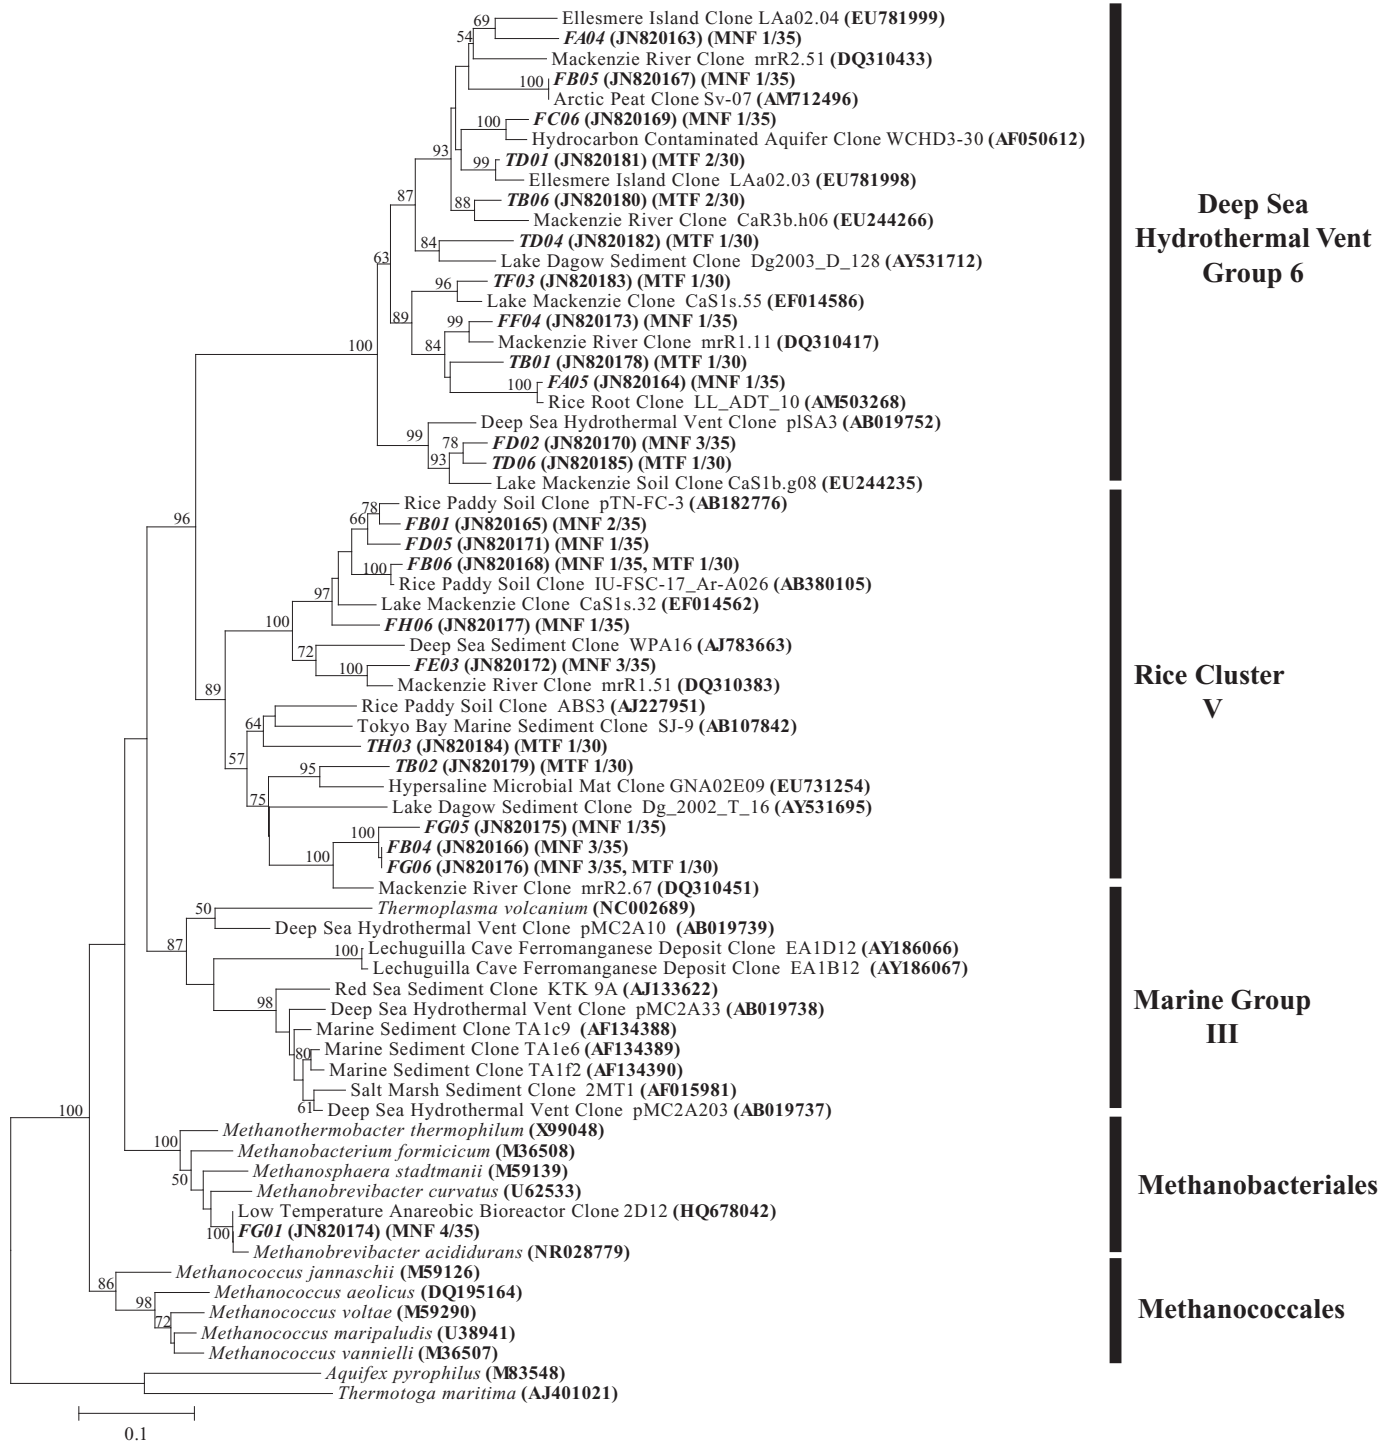 69
Ellesmere Island Clone LAa02.04 (EU781999)
54
FA04 (JN820163) (MNF 1/35)
Mackenzie River Clone mrR2.51 (DQ310433)
100
FB05 (JN820167) (MNF 1/35)
Arctic Peat Clone Sv-07 (AM712496)
100
FC06 (JN820169) (MNF 1/35)
Hydrocarbon Contaminated Aquifer Clone WCHD3-30 (AF050612)
93
99
TD01 (JN820181) (MTF 2/30)
Ellesmere Island Clone LAa02.03 (EU781998)
87
88
TB06 (JN820180) (MTF 2/30)
Mackenzie River Clone CaR3b.h06 (EU244266)
84
TD04 (JN820182) (MTF 1/30)
63
Lake Dagow Sediment Clone Dg2003_D_128 (AY531712)
96
TF03 (JN820183) (MTF 1/30)
Lake Mackenzie Clone CaS1s.55 (EF014586)
89
99
FF04 (JN820173) (MNF 1/35)
100
84
Mackenzie River Clone mrR1.11 (DQ310417)
TB01 (JN820178) (MTF 1/30)
100
FA05 (JN820164) (MNF 1/35)
Rice Root Clone LL_ADT_10 (AM503268)
Deep Sea Hydrothermal Vent Clone pISA3 (AB019752)
99
78
FD02 (JN820170) (MNF 3/35)
93
TD06 (JN820185) (MTF 1/30)
Lake Mackenzie Soil Clone CaS1b.g08 (EU244235)
Deep Sea
Hydrothermal Vent
Group 6
96
78
Rice Paddy Soil Clone pTN-FC-3 (AB182776)
66
FB01 (JN820165) (MNF 2/35)
FD05 (JN820171) (MNF 1/35)
100
FB06 (JN820168) (MNF 1/35, MTF 1/30)
Rice Paddy Soil Clone IU-FSC-17_Ar-A026 (AB380105)
97
Lake Mackenzie Clone CaS1s.32 (EF014562)
100
FH06 (JN820177) (MNF 1/35)
72
Deep Sea Sediment Clone WPA16 (AJ783663)
100
FE03 (JN820172) (MNF 3/35)
89
Mackenzie River Clone mrR1.51 (DQ310383)
Rice Paddy Soil Clone ABS3 (AJ227951)
64
Tokyo Bay Marine Sediment Clone SJ-9 (AB107842)
TH03 (JN820184) (MTF 1/30)
57
95
TB02 (JN820179) (MTF 1/30)
Hypersaline Microbial Mat Clone GNA02E09 (EU731254)
75
Lake Dagow Sediment Clone Dg_2002_T_16 (AY531695)
100
FG05 (JN820175) (MNF 1/35)
FB04 (JN820166) (MNF 3/35)
100
FG06 (JN820176) (MNF 3/35, MTF 1/30)
Mackenzie River Clone mrR2.67 (DQ310451)
Rice Cluster
V
50
Thermoplasma volcanium (NC002689)
Deep Sea Hydrothermal Vent Clone pMC2A10 (AB019739)
87
100
Lechuguilla Cave Ferromanganese Deposit Clone EA1D12 (AY186066)
Lechuguilla Cave Ferromanganese Deposit Clone EA1B12 (AY186067)
98
Red Sea Sediment Clone KTK 9A (AJ133622)
Deep Sea Hydrothermal Vent Clone pMC2A33 (AB019738)
Marine Sediment Clone TA1c9 (AF134388)
80
Marine Sediment Clone TA1e6 (AF134389)
Marine Sediment Clone TA1f2 (AF134390)
Salt Marsh Sediment Clone 2MT1 (AF015981)
61
Deep Sea Hydrothermal Vent Clone pMC2A203 (AB019737)
Marine Group
III
100
100
Methanothermobacter thermophilum (X99048)
Methanobacterium formicicum (M36508)
50
Methanosphaera stadtmanii (M59139)
Methanobrevibacter curvatus (U62533)
Low Temperature Anareobic Bioreactor Clone 2D12 (HQ678042)
100
FG01 (JN820174) (MNF 4/35)
Methanobrevibacter acididurans (NR028779)
Methanobacteriales
86
Methanococcus jannaschii (M59126)
98
Methanococcus aeolicus (DQ195164)
72
Methanococcus voltae (M59290)
Methanococcus maripaludis (U38941)
Methanococcus vannielli (M36507)
Methanococcales
Aquifex pyrophilus (M83548)
Thermotoga maritima (AJ401021)
0.1